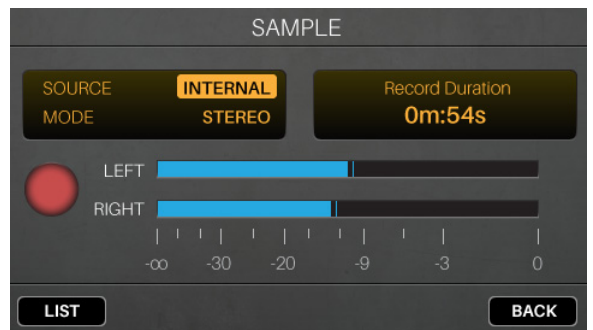 SAMPLE
SOURCE INTERNAL
MODE STEREO
Record Duration
0m:54s
LEFT
RIGHT
-∞ -30 -20 -9 -3 0
LIST BACK